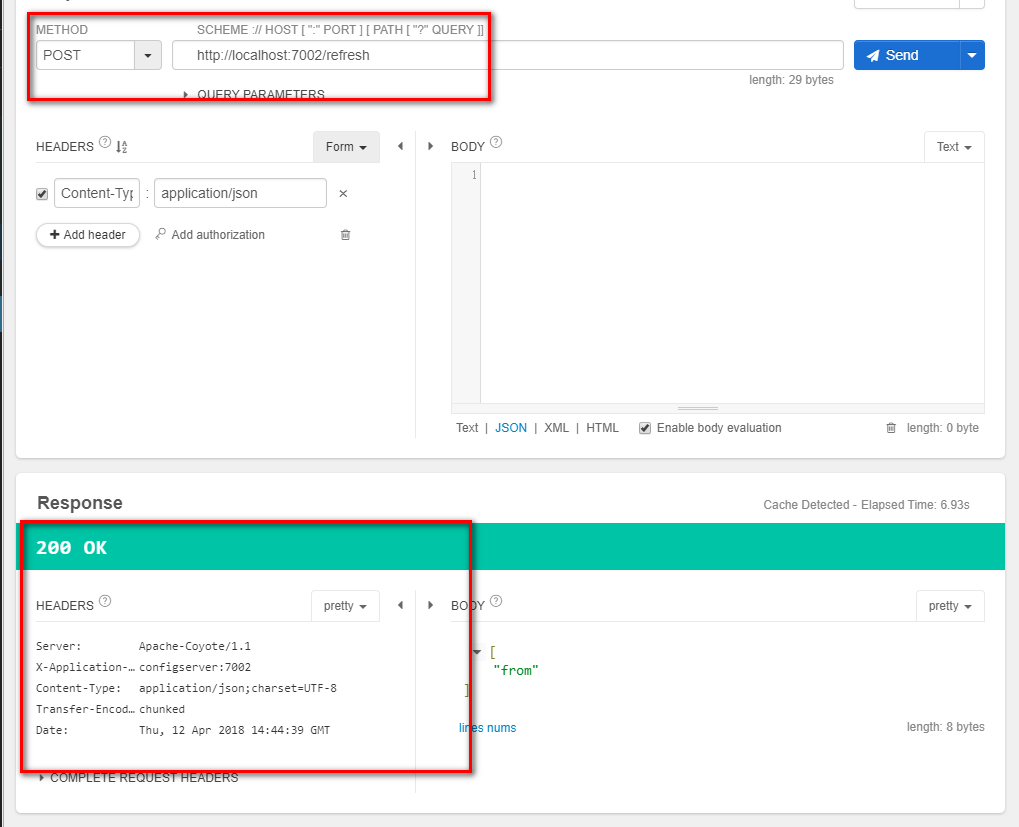 METHOD
SCHEME :// HOST [ ":" PORT ] [ PATH [ "?" QUERY ]]
POST
http://localhost:7002/refresh
Send
length: 29 bytes
QUERY PARAMETERS
HEADERS ?
Form
BODY ?
Text
Content-Typ : application/json ×
+ Add header
Add authorization
1
Text | JSON | XML | HTML
Enable body evaluation
length: 0 byte
Response
Cache Detected - Elapsed Time: 6.93s
200 OK
HEADERS ?
pretty
BODY ?
pretty
Server: Apache-Coyote/1.1
X-Application-… configserver:7002
Content-Type: application/json;charset=UTF-8
Transfer-Encod… chunked
Date: Thu, 12 Apr 2018 14:44:39 GMT
[
"from"
]
lines nums
length: 8 bytes
COMPLETE REQUEST HEADERS